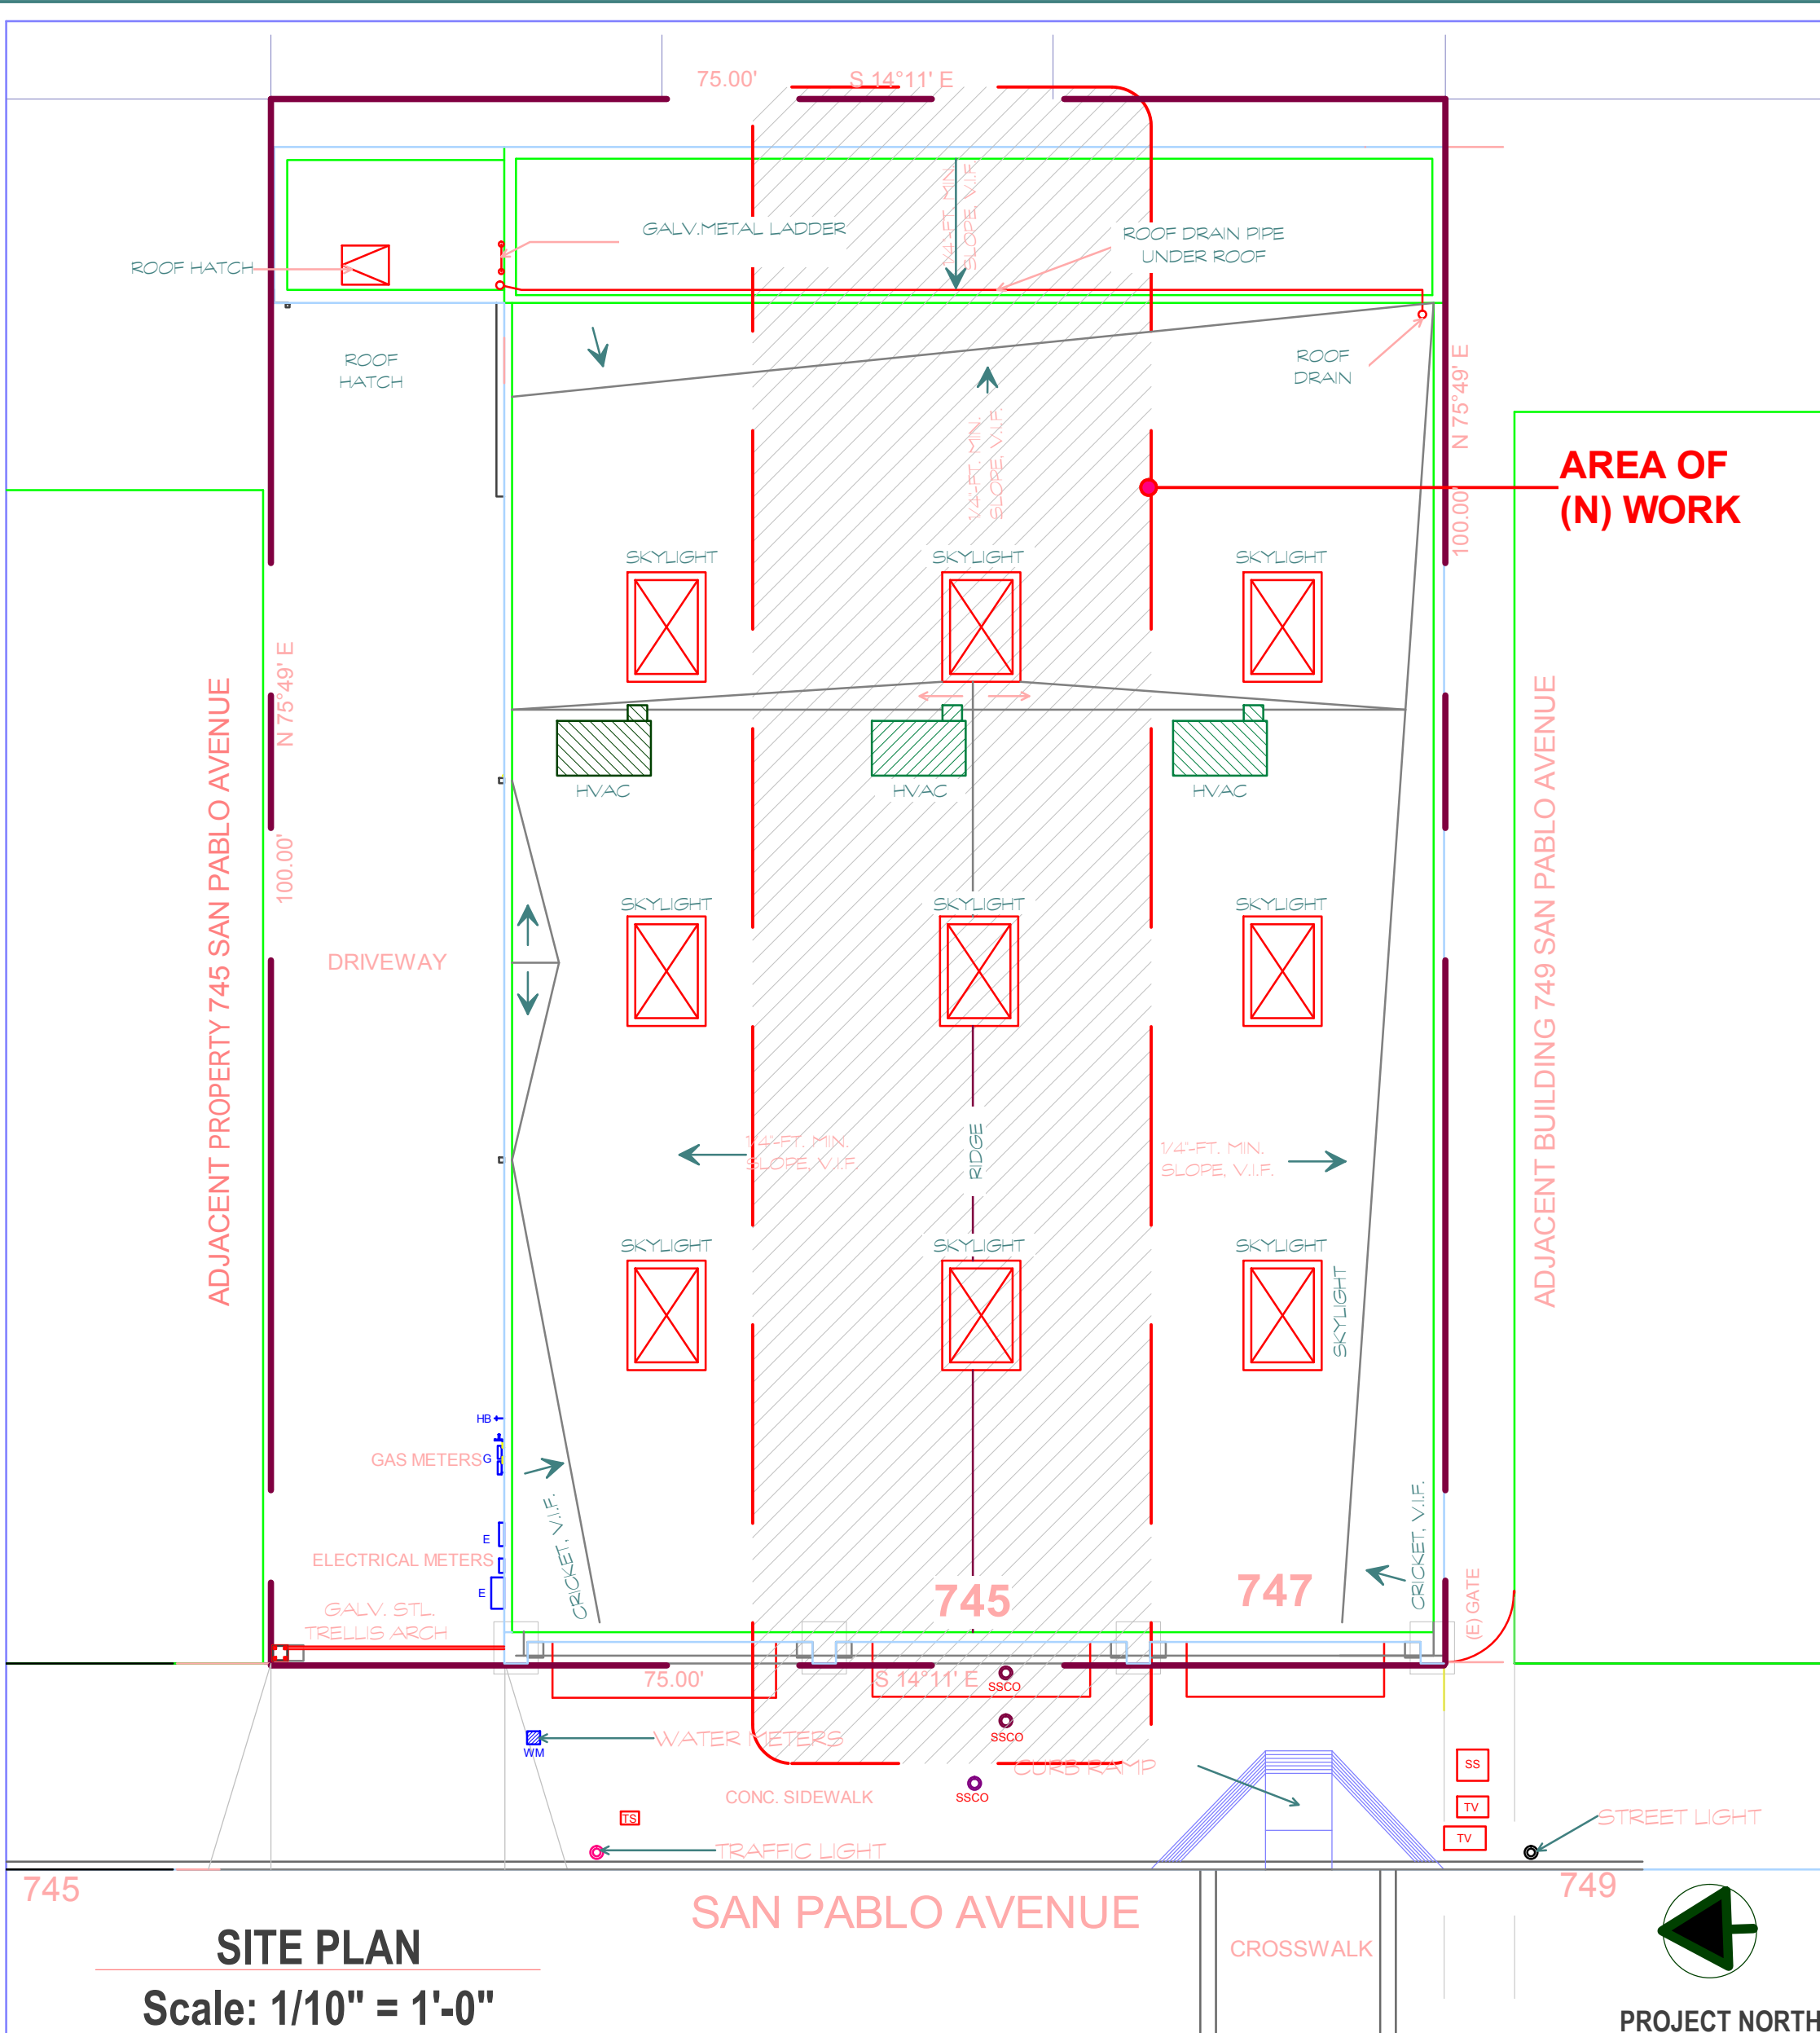 75.00'
S 14°11' E
GALV.METAL LADDER
1/4"-FT. MIN.
SLOPE, V.I.F.
ROOF DRAIN PIPE
UNDER ROOF
ROOF HATCH
ROOF
HATCH
ROOF
DRAIN
N 75°49' E
100.00'
1/4"-FT. MIN.
SLOPE, V.I.F.
AREA OF
(N) WORK
SKYLIGHT
SKYLIGHT
SKYLIGHT
N 75°49' E
100.00'
ADJACENT PROPERTY 745 SAN PABLO AVENUE
ADJACENT BUILDING 749 SAN PABLO AVENUE
HVAC
HVAC
HVAC
SKYLIGHT
SKYLIGHT
SKYLIGHT
DRIVEWAY
1/4"-FT. MIN.
SLOPE, V.I.F.
RIDGE
1/4"-FT. MIN.
SLOPE, V.I.F.
SKYLIGHT
SKYLIGHT
SKYLIGHT
SKYLIGHT
HB
GAS METERS
G
CRICKET, V.I.F.
CRICKET, V.I.F.
E
ELECTRICAL METERS
E
745
747
(E) GATE
GALV. STL.
TRELLIS ARCH
75.00'
S 14°11' E
SSCO
SSCO
WATER METERS
WM
CURB RAMP
SS
CONC. SIDEWALK
SSCO
TV
TS
STREET LIGHT
TV
TRAFFIC LIGHT
745
749
SAN PABLO AVENUE
SITE PLAN
CROSSWALK
Scale: 1/10" = 1'-0"
PROJECT NORTH